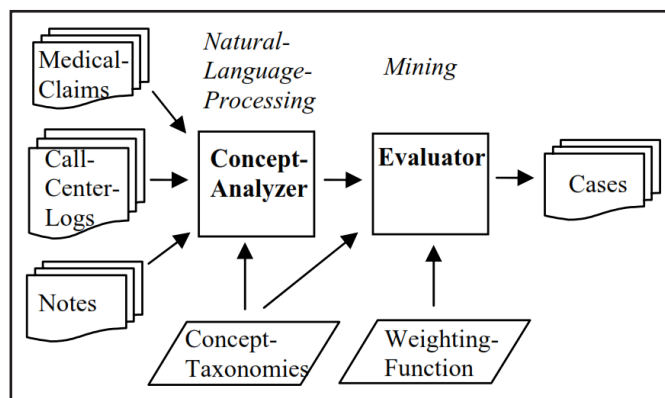 Medical-
Claims
Natural-
Language-
Processing
Mining
Call-
Center-
Logs
Concept-
Analyzer
Evaluator
Cases
Notes
Concept-
Taxonomies
Weighting-
Function